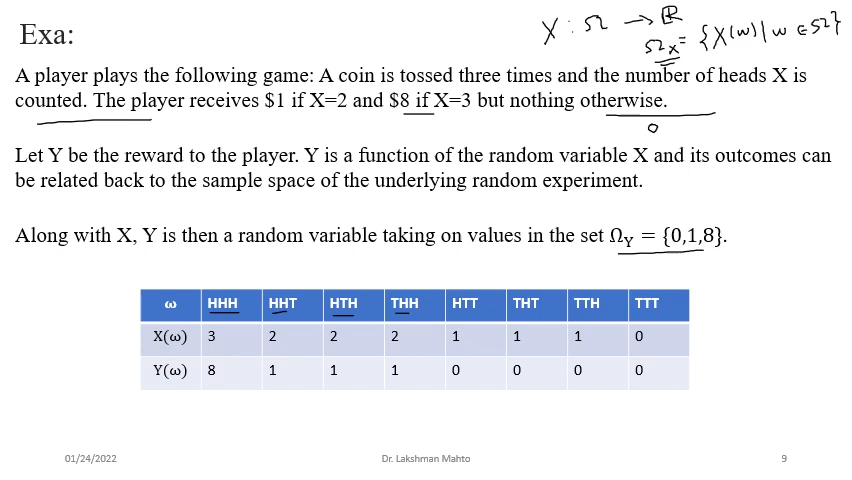 Exa:
X : Ω → ℝ
Ωx = {X(w) | w ∈ Ω}
A player plays the following game: A coin is tossed three times and the number of heads X is
counted. The player receives $1 if X=2 and $8 if X=3 but nothing otherwise.
0
Let Y be the reward to the player. Y is a function of the random variable X and its outcomes can
be related back to the sample space of the underlying random experiment.
Along with X, Y is then a random variable taking on values in the set Ω_Y = {0,1,8}.
ω HHH HHT HTH THH HTT THT TTH TTT
X(ω) 3 2 2 2 1 1 1 0
Y(ω) 8 1 1 1 0 0 0 0
01/24/2022 Dr. Lakshman Mahto 9